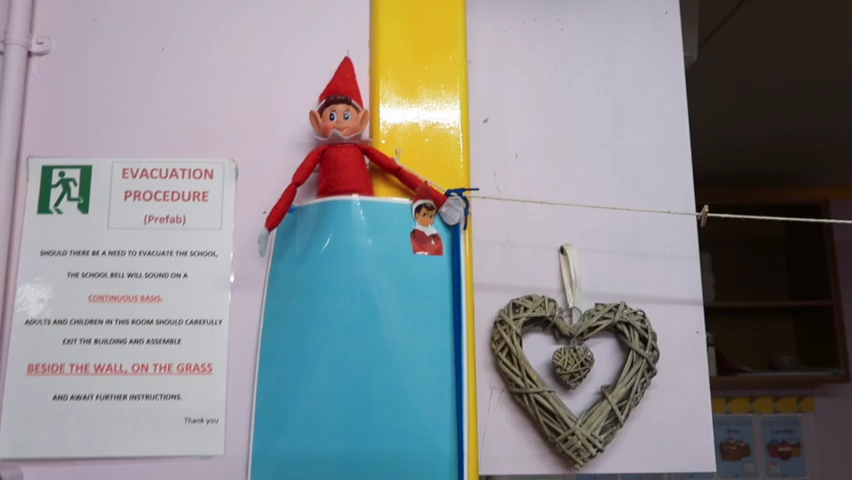 EVACUATION
PROCEDURE
(Prefab)
SHOULD THERE BE A NEED TO EVACUATE THE SCHOOL,
THE SCHOOL BELL WILL SOUND ON A
CONTINUOUS BASIS.
ADULTS AND CHILDREN IN THIS ROOM SHOULD CAREFULLY
EXIT THE BUILDING AND ASSEMBLE
BESIDE THE WALL, ON THE GRASS
AND AWAIT FURTHER INSTRUCTIONS.
Thank you